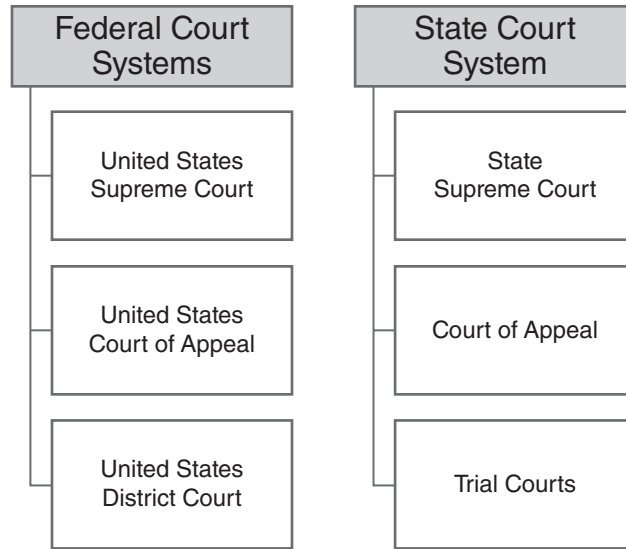 Federal Court
Systems
United States
Supreme Court
United States
Court of Appeal
United States
District Court
State Court
System
State
Supreme Court
Court of Appeal
Trial Courts